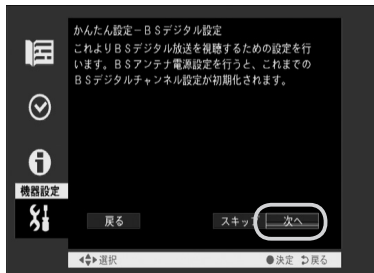 かんたん設定－ＢＳデジタル設定
これよりＢＳデジタル放送を視聴するための設定を行
います。ＢＳアンテナ電源設定を行うと、これまでの
ＢＳデジタルチャンネル設定が初期化されます。
機器設定
戻る
スキップ
次へ
選択
決定
戻る